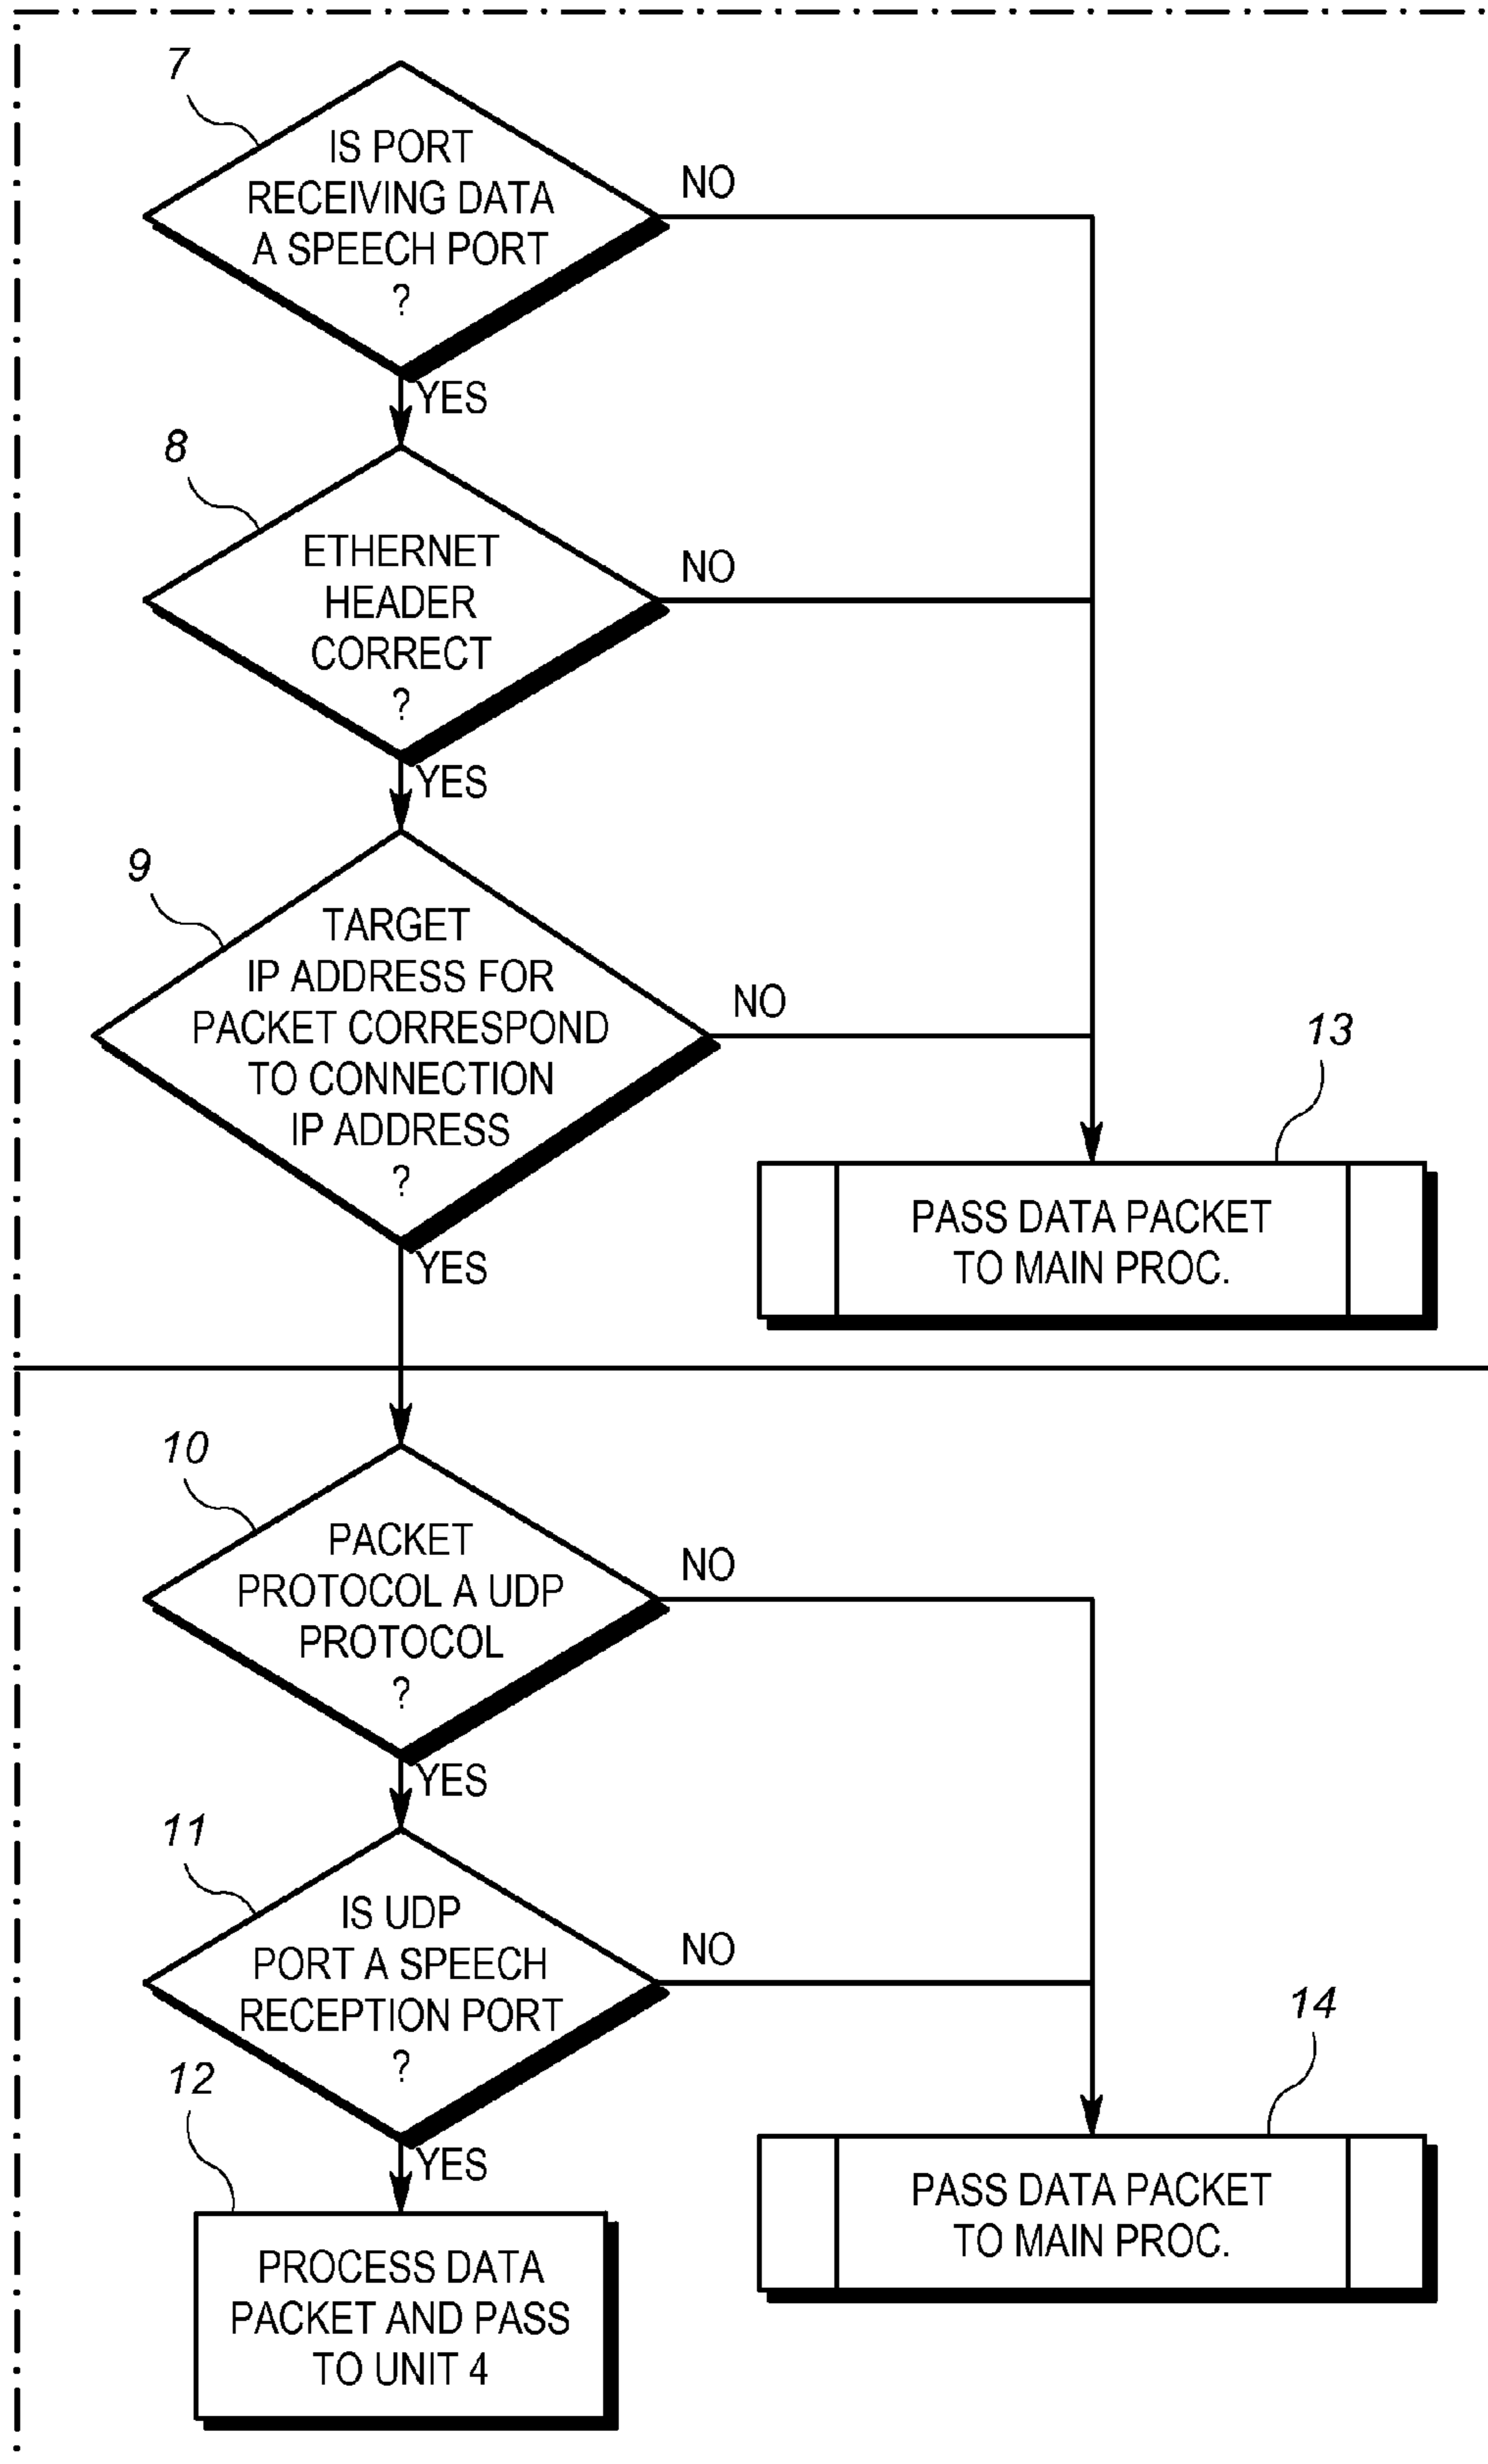 7
IS PORT
RECEIVING DATA
A SPEECH PORT
?
NO
YES
8
ETHERNET
HEADER
CORRECT
?
NO
YES
9
TARGET
IP ADDRESS FOR
PACKET CORRESPOND
TO CONNECTION
IP ADDRESS
?
NO
YES
13
PASS DATA PACKET
TO MAIN PROC.
10
PACKET
PROTOCOL A UDP
PROTOCOL
?
NO
YES
11
IS UDP
PORT A SPEECH
RECEPTION PORT
?
NO
YES
14
PASS DATA PACKET
TO MAIN PROC.
12
PROCESS DATA
PACKET AND PASS
TO UNIT 4